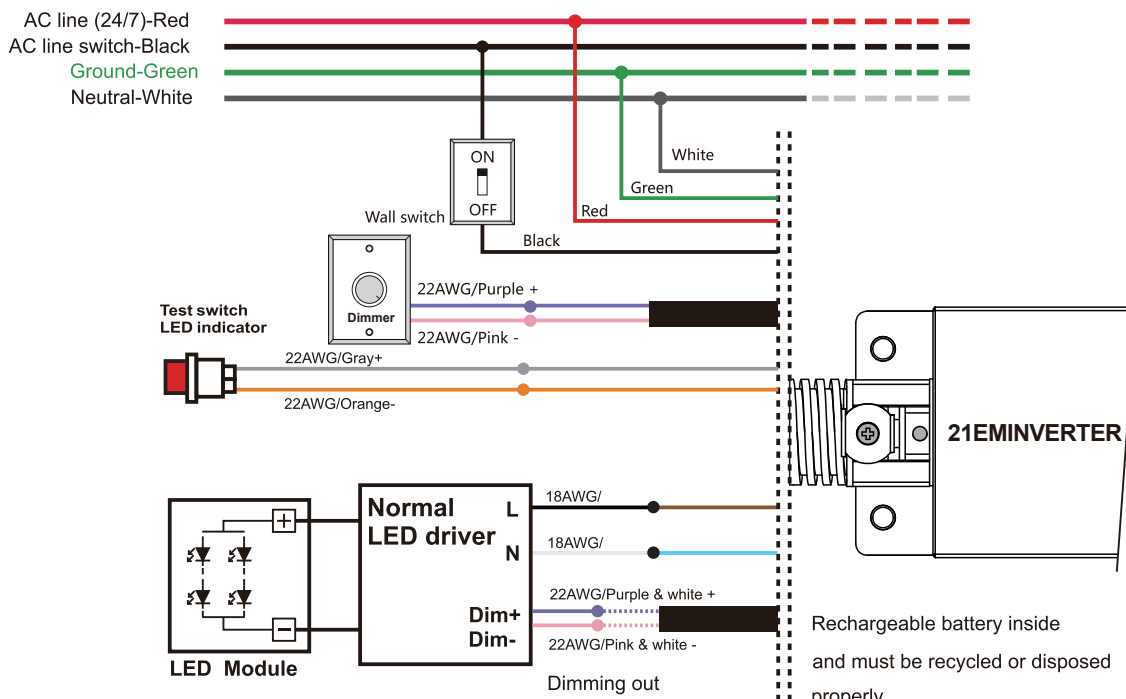 AC line (24/7)-Red
AC line switch-Black
Ground-Green
Neutral-White
ON
OFF
Wall switch
White
Green
Red
Black
22AWG/Purple +
Dimmer
22AWG/Pink -
Test switch
LED indicator
22AWG/Gray+
22AWG/Orange-
21EMINVERTER
Normal
LED driver
L
18AWG/
N
18AWG/
+
−
22AWG/Purple & white +
Dim+
Dim-
22AWG/Pink & white -
LED Module
Dimming out
Rechargeable battery inside
and must be recycled or disposed
properly